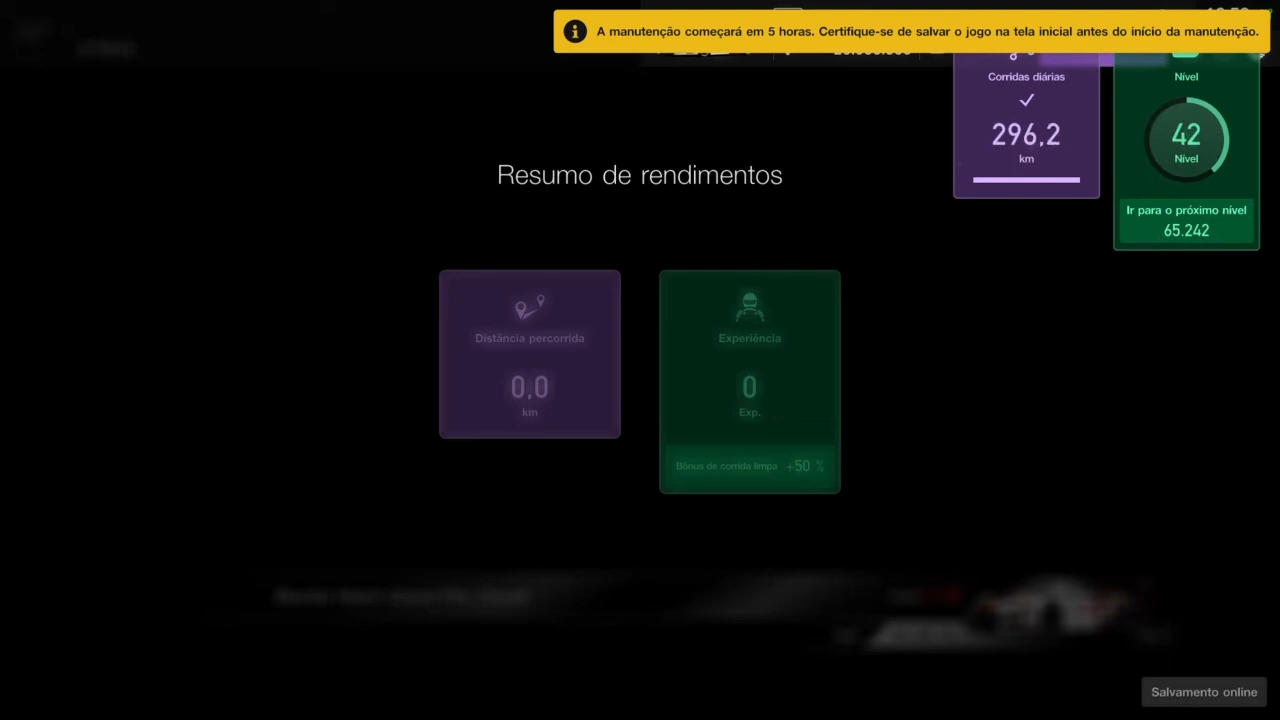 A manutenção começará em 5 horas. Certifique-se de salvar o jogo na tela inicial antes do início da manutenção.
Corridas diárias
296,2
km
Nível
42
Nível
Ir para o próximo nível
65.242
Resumo de rendimentos
Distância percorrida
0,0
km
Experiência
0
Exp.
Bônus de corrida limpa +50 %
Salvamento online